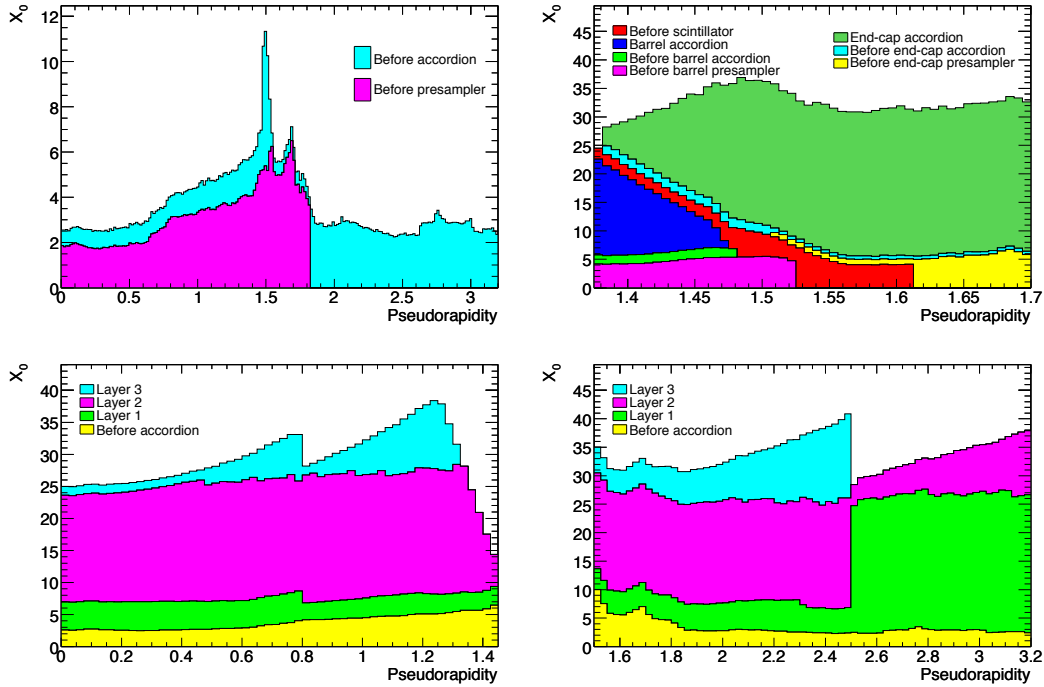 X0
12
10
8
6
4
2
0
Before accordion
Before presampler
0 0.5 1 1.5 2 2.5 3
Pseudorapidity
X0
45
40
35
30
25
20
15
10
5
0
Before scintillator
Barrel accordion
Before barrel accordion
Before barrel presampler
End-cap accordion
Before end-cap accordion
Before end-cap presampler
1.4 1.45 1.5 1.55 1.6 1.65 1.7
Pseudorapidity
X0
40
35
30
25
20
15
10
5
0
Layer 3
Layer 2
Layer 1
Before accordion
0 0.2 0.4 0.6 0.8 1 1.2 1.4
Pseudorapidity
X0
45
40
35
30
25
20
15
10
5
0
Layer 3
Layer 2
Layer 1
Before accordion
1.6 1.8 2 2.2 2.4 2.6 2.8 3 3.2
Pseudorapidity